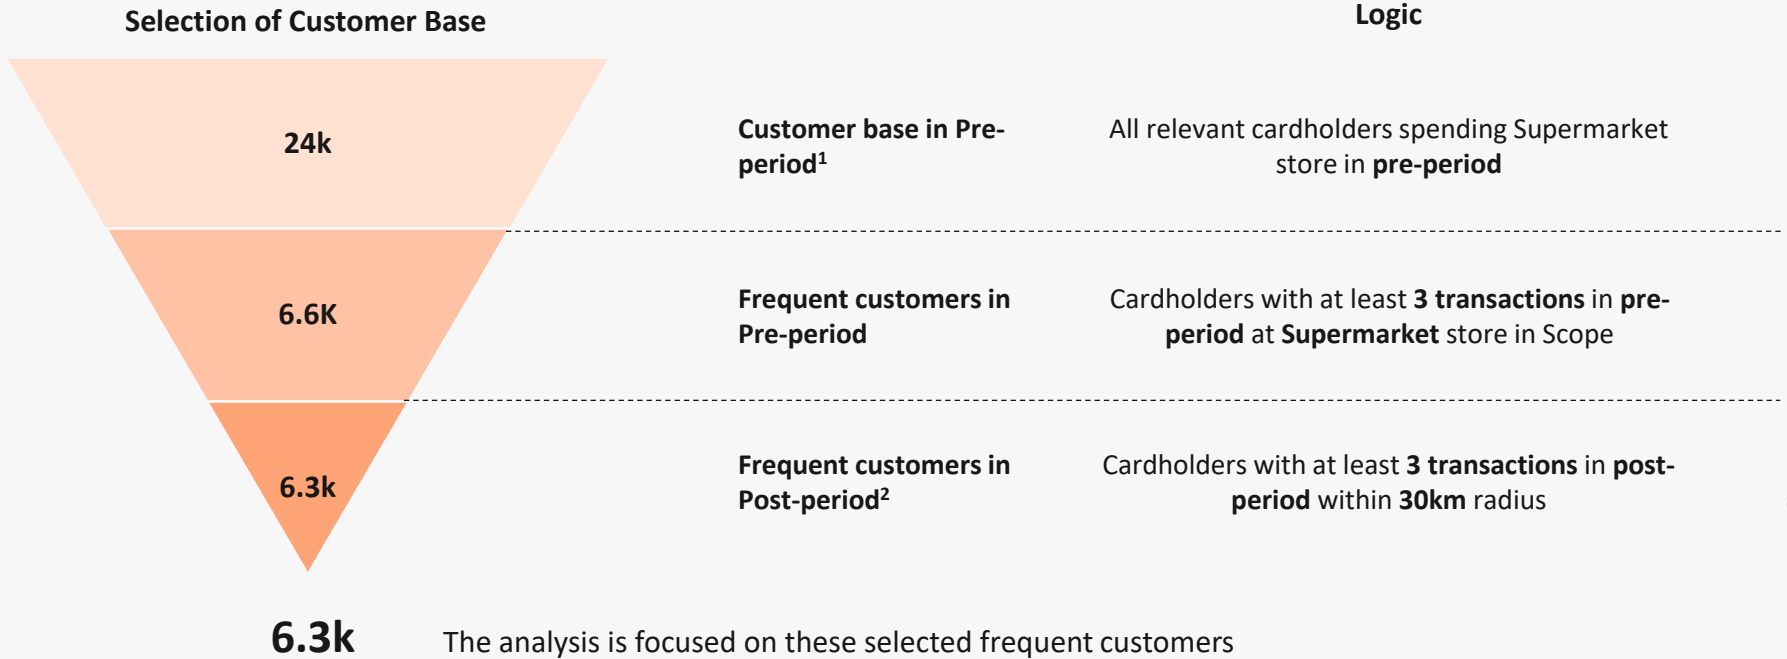 Selection of Customer Base
Logic
24k
Customer base in Pre-
period¹
All relevant cardholders spending Supermarket
store in pre-period
6.6K
Frequent customers in
Pre-period
Cardholders with at least 3 transactions in pre-
period at Supermarket store in Scope
6.3k
Frequent customers in
Post-period²
Cardholders with at least 3 transactions in post-
period within 30km radius
6.3k
The analysis is focused on these selected frequent customers